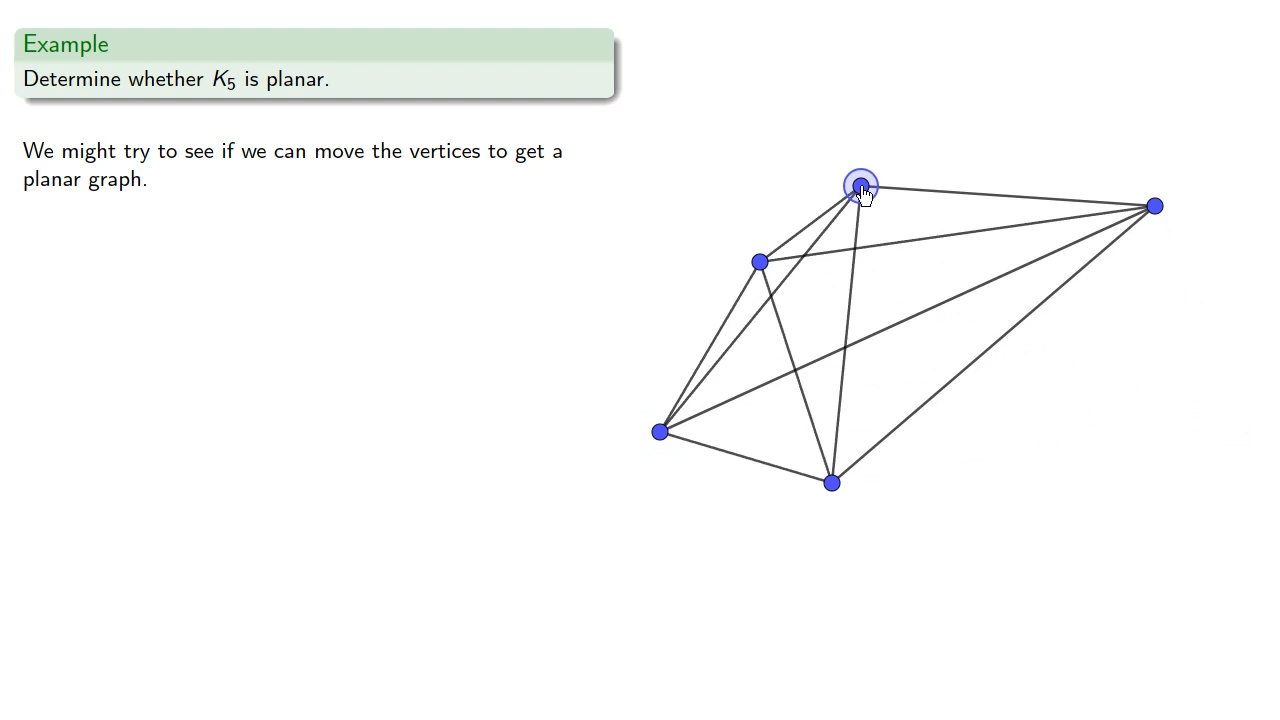 Example
Determine whether K₅ is planar.
We might try to see if we can move the vertices to get a
planar graph.